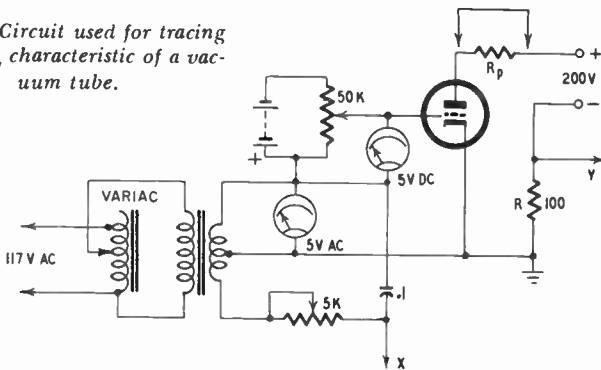 Circuit used for tracing
characteristic of a vac-
uum tube.
Rp
+
200V
50K
+
5V DC
−
Y
VARIAC
R
100
5V AC
117 V AC
5K
.1
X